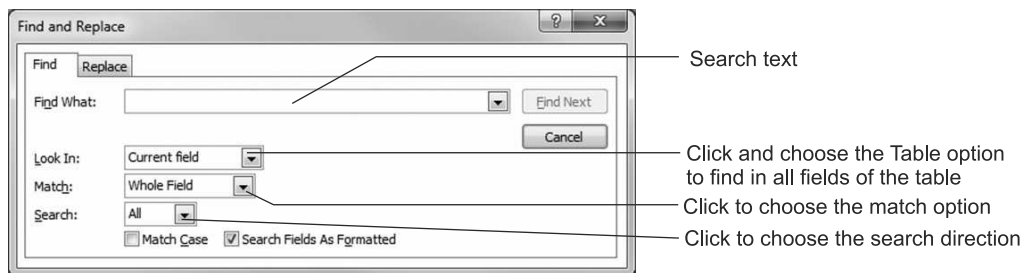 Find and Replace
Find Replace
Search text
Find What: Find Next
Cancel
Look In: Current field
Click and choose the Table option
to find in all fields of the table
Match: Whole Field
Click to choose the match option
Search: All
Click to choose the search direction
Match Case Search Fields As Formatted